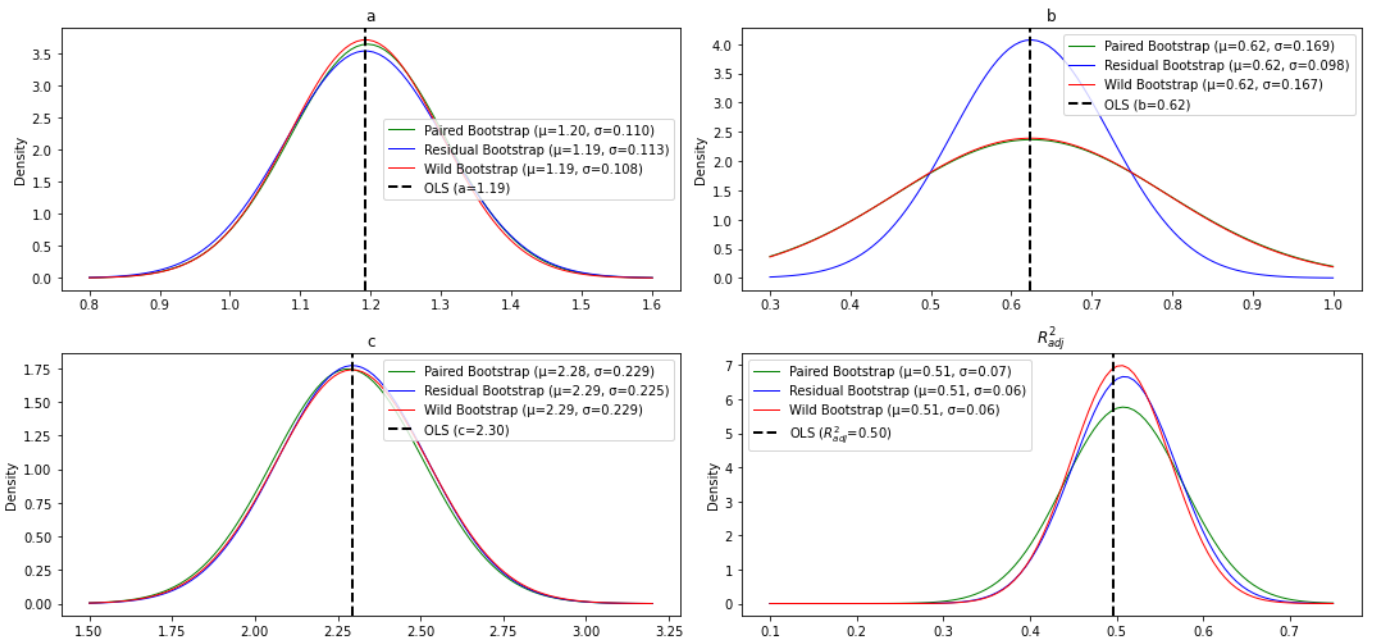 a
Density
3.5
3.0
2.5
2.0
1.5
1.0
0.5
0.0
Paired Bootstrap (μ=1.20, σ=0.110)
Residual Bootstrap (μ=1.19, σ=0.113)
Wild Bootstrap (μ=1.19, σ=0.108)
OLS (a=1.19)
0.8 0.9 1.0 1.1 1.2 1.3 1.4 1.5 1.6
b
Density
4.0
3.5
3.0
2.5
2.0
1.5
1.0
0.5
0.0
Paired Bootstrap (μ=0.62, σ=0.169)
Residual Bootstrap (μ=0.62, σ=0.098)
Wild Bootstrap (μ=0.62, σ=0.167)
OLS (b=0.62)
0.3 0.4 0.5 0.6 0.7 0.8 0.9 1.0
c
Density
1.75
1.50
1.25
1.00
0.75
0.50
0.25
0.00
Paired Bootstrap (μ=2.28, σ=0.229)
Residual Bootstrap (μ=2.29, σ=0.225)
Wild Bootstrap (μ=2.29, σ=0.229)
OLS (c=2.30)
1.50 1.75 2.00 2.25 2.50 2.75 3.00 3.25
R²adj
Density
7
6
5
4
3
2
1
0
Paired Bootstrap (μ=0.51, σ=0.07)
Residual Bootstrap (μ=0.51, σ=0.06)
Wild Bootstrap (μ=0.51, σ=0.06)
OLS (R²adj=0.50)
0.1 0.2 0.3 0.4 0.5 0.6 0.7